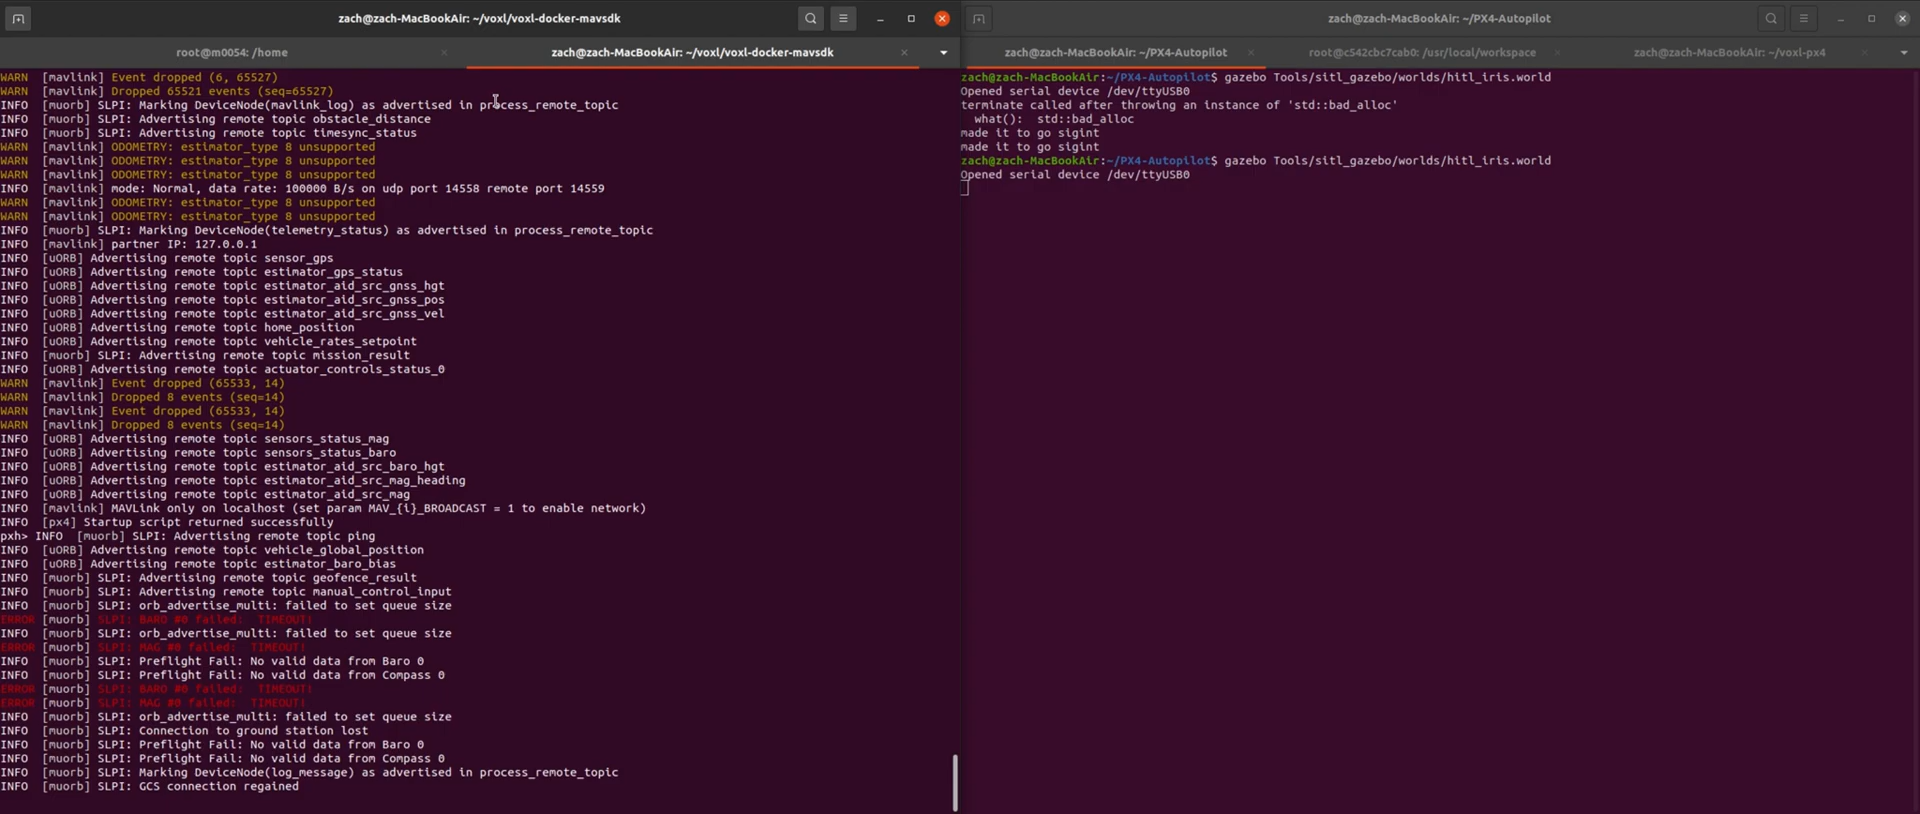 zach@zach-MacBookAir: ~/voxl/voxl-docker-mavsdk
root@m0054: /home
zach@zach-MacBookAir: ~/voxl/voxl-docker-mavsdk
WARN [mavlink] Event dropped (6, 65527)
WARN [mavlink] Dropped 65521 events (seq=65527)
INFO [muorb] SLPI: Marking DeviceNode(mavlink_log) as advertised in process_remote_topic
INFO [muorb] SLPI: Advertising remote topic obstacle_distance
INFO [muorb] SLPI: Advertising remote topic timesync_status
WARN [mavlink] ODOMETRY: estimator_type 8 unsupported
WARN [mavlink] ODOMETRY: estimator_type 8 unsupported
WARN [mavlink] ODOMETRY: estimator_type 8 unsupported
INFO [mavlink] mode: Normal, data rate: 100000 B/s on udp port 14558 remote port 14559
WARN [mavlink] ODOMETRY: estimator_type 8 unsupported
WARN [mavlink] ODOMETRY: estimator_type 8 unsupported
INFO [muorb] SLPI: Marking DeviceNode(telemetry_status) as advertised in process_remote_topic
INFO [mavlink] partner IP: 127.0.0.1
INFO [uORB] Advertising remote topic sensor_gps
INFO [uORB] Advertising remote topic estimator_gps_status
INFO [uORB] Advertising remote topic estimator_aid_src_gnss_hgt
INFO [uORB] Advertising remote topic estimator_aid_src_gnss_pos
INFO [uORB] Advertising remote topic estimator_aid_src_gnss_vel
INFO [uORB] Advertising remote topic home_position
INFO [uORB] Advertising remote topic vehicle_rates_setpoint
INFO [muorb] SLPI: Advertising remote topic mission_result
INFO [uORB] Advertising remote topic actuator_controls_status_0
WARN [mavlink] Event dropped (65533, 14)
WARN [mavlink] Dropped 8 events (seq=14)
WARN [mavlink] Event dropped (65533, 14)
WARN [mavlink] Dropped 8 events (seq=14)
INFO [uORB] Advertising remote topic sensors_status_mag
INFO [uORB] Advertising remote topic sensors_status_baro
INFO [uORB] Advertising remote topic estimator_aid_src_baro_hgt
INFO [uORB] Advertising remote topic estimator_aid_src_mag_heading
INFO [uORB] Advertising remote topic estimator_aid_src_mag
INFO [mavlink] MAVLink only on localhost (set param MAV_{i}_BROADCAST = 1 to enable network)
INFO [px4] Startup script returned successfully
pxh> INFO [muorb] SLPI: Advertising remote topic ping
INFO [uORB] Advertising remote topic vehicle_global_position
INFO [uORB] Advertising remote topic estimator_baro_bias
INFO [muorb] SLPI: Advertising remote topic geofence_result
INFO [muorb] SLPI: Advertising remote topic manual_control_input
INFO [muorb] SLPI: orb_advertise_multi: failed to set queue size
ERROR [muorb] SLPI: BARO #0 failed: TIMEOUT!
INFO [muorb] SLPI: orb_advertise_multi: failed to set queue size
ERROR [muorb] SLPI: MAG #0 failed: TIMEOUT!
INFO [muorb] SLPI: Preflight Fail: No valid data from Baro 0
INFO [muorb] SLPI: Preflight Fail: No valid data from Compass 0
ERROR [muorb] SLPI: BARO #0 failed: TIMEOUT!
ERROR [muorb] SLPI: MAG #0 failed: TIMEOUT!
INFO [muorb] SLPI: orb_advertise_multi: failed to set queue size
INFO [muorb] SLPI: Connection to ground station lost
INFO [muorb] SLPI: Preflight Fail: No valid data from Baro 0
INFO [muorb] SLPI: Preflight Fail: No valid data from Compass 0
INFO [muorb] SLPI: Marking DeviceNode(log_message) as advertised in process_remote_topic
INFO [muorb] SLPI: GCS connection regained
zach@zach-MacBookAir: ~/PX4-Autopilot
zach@zach-MacBookAir: ~/PX4-Autopilot
root@c542cbc7cab0: /usr/local/workspace
zach@zach-MacBookAir: ~/voxl-px4
zach@zach-MacBookAir:~/PX4-Autopilot$ gazebo Tools/sitl_gazebo/worlds/hitl_iris.world
Opened serial device /dev/ttyUSB0
terminate called after throwing an instance of 'std::bad_alloc'
what(): std::bad_alloc
made it to go sigint
made it to go sigint
zach@zach-MacBookAir:~/PX4-Autopilot$ gazebo Tools/sitl_gazebo/worlds/hitl_iris.world
Opened serial device /dev/ttyUSB0